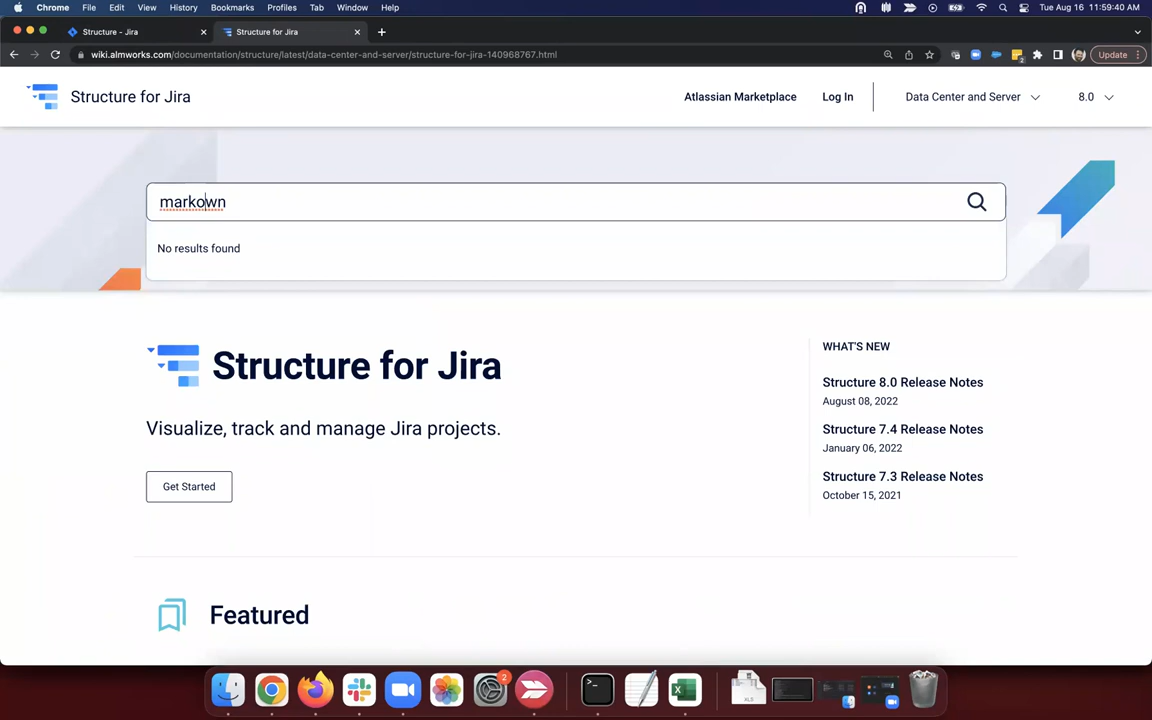 Chrome File Edit View History Bookmarks Profiles Tab Window Help Tue Aug 16 11:59:40 AM
Structure - Jira Structure for Jira
wiki.almworks.com/documentation/structure/latest/data-center-and-server/structure-for-jira-140968767.html Update
Structure for Jira Atlassian Marketplace Log In Data Center and Server 8.0
markown
No results found
Structure for Jira
Visualize, track and manage Jira projects.
Get Started
WHAT'S NEW
Structure 8.0 Release Notes
August 08, 2022
Structure 7.4 Release Notes
January 06, 2022
Structure 7.3 Release Notes
October 15, 2021
Featured
2
XLS